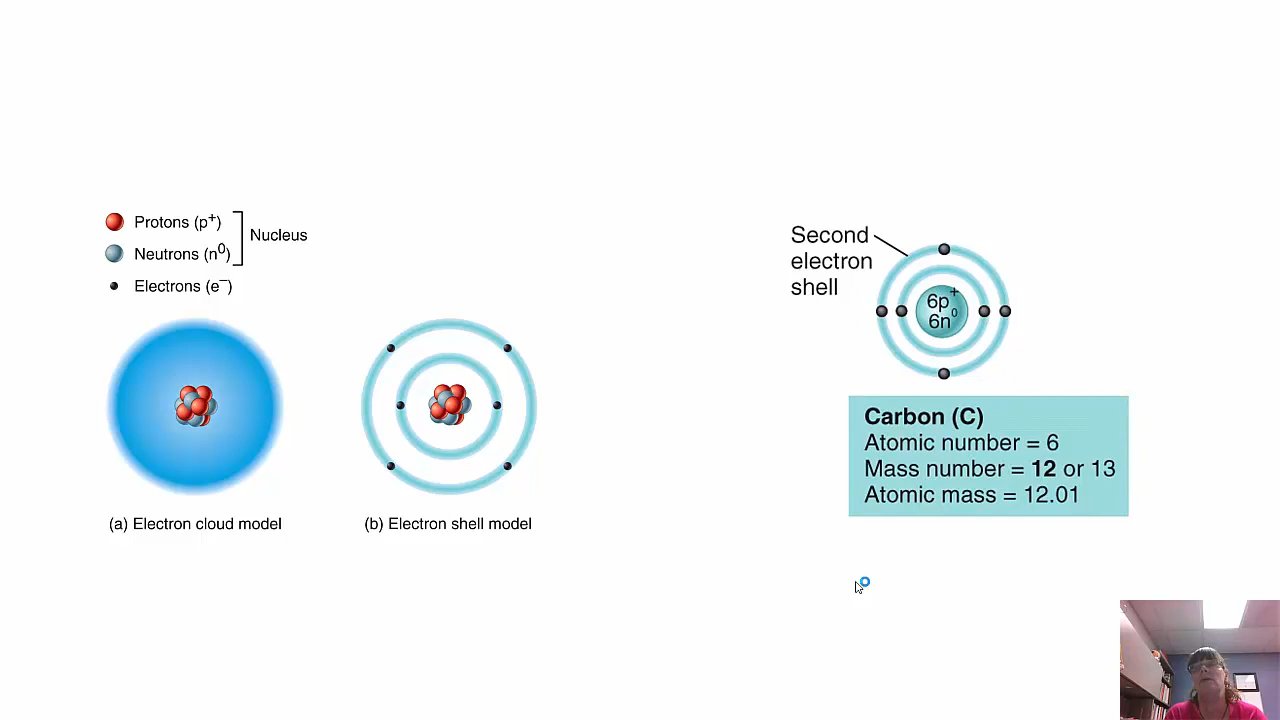 Protons (p+)
Neutrons (n0)
Nucleus
Electrons (e–)
(a) Electron cloud model
(b) Electron shell model
Second
electron
shell
6p+
6n0
Carbon (C)
Atomic number = 6
Mass number = 12 or 13
Atomic mass = 12.01